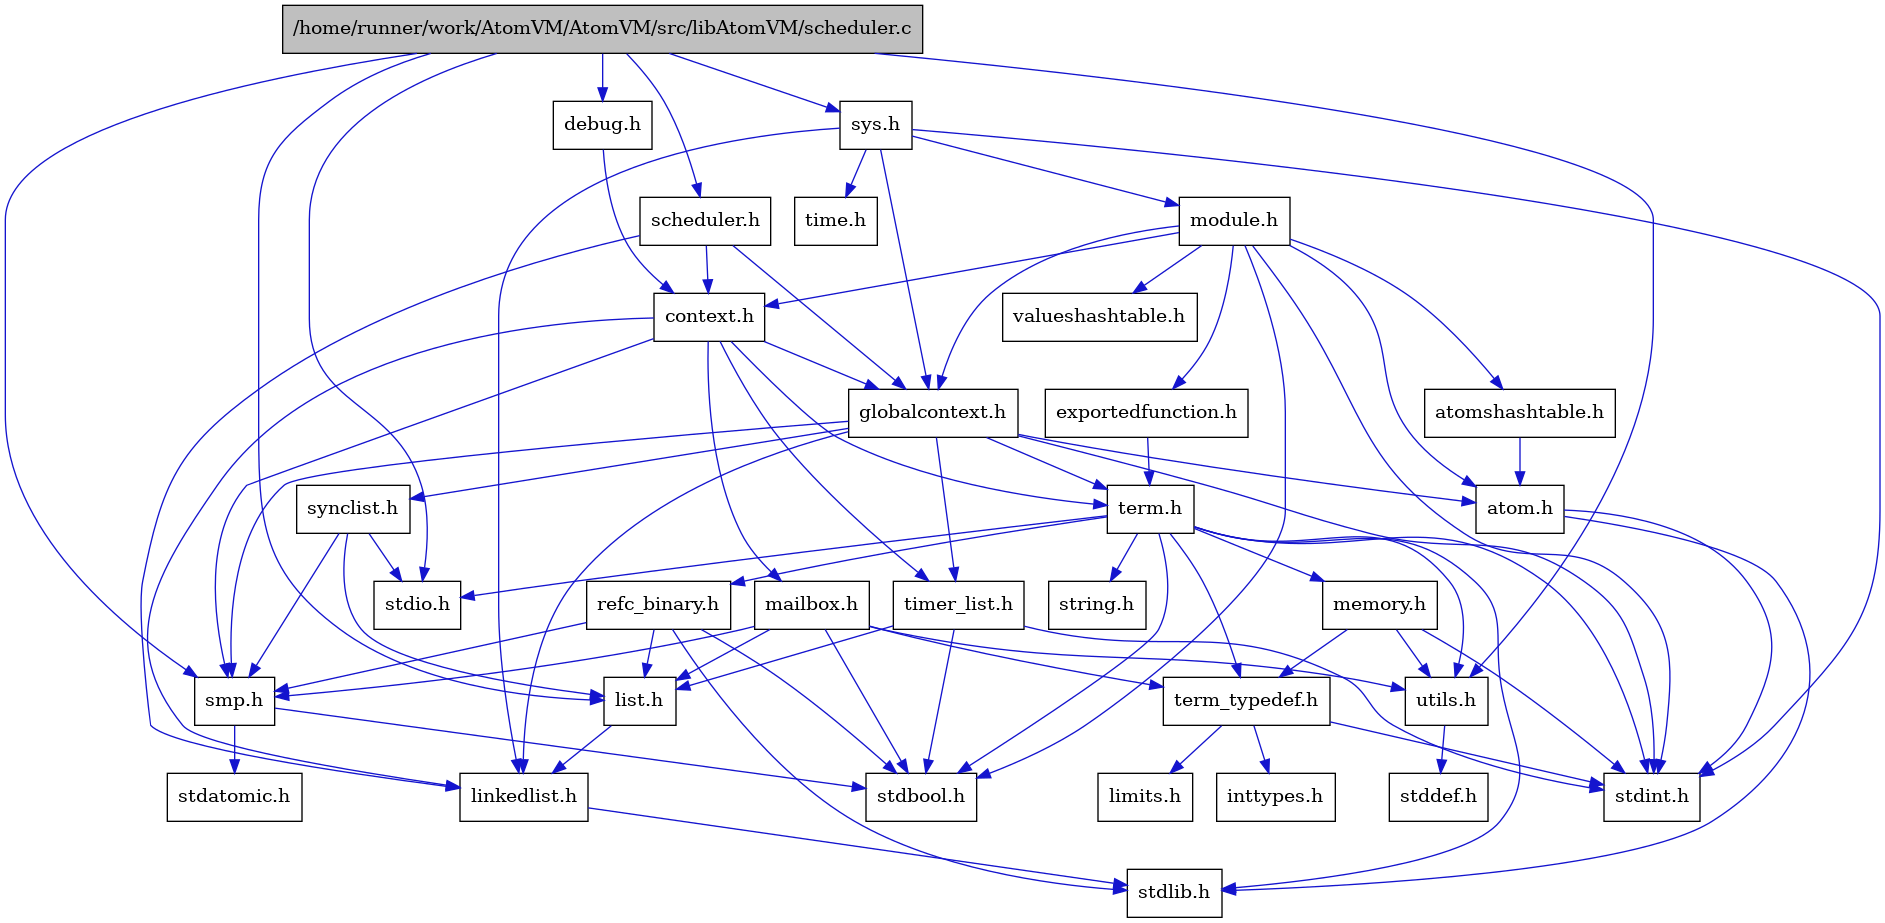 /home/runner/work/AtomVM/AtomVM/src/libAtomVM/scheduler.c
debug.h
sys.h
scheduler.h
time.h
module.h
context.h
valueshashtable.h
globalcontext.h
exportedfunction.h
atomshashtable.h
synclist.h
term.h
atom.h
stdio.h
refc_binary.h
mailbox.h
timer_list.h
string.h
memory.h
smp.h
list.h
term_typedef.h
utils.h
stdatomic.h
linkedlist.h
stdbool.h
limits.h
inttypes.h
stddef.h
stdint.h
stdlib.h